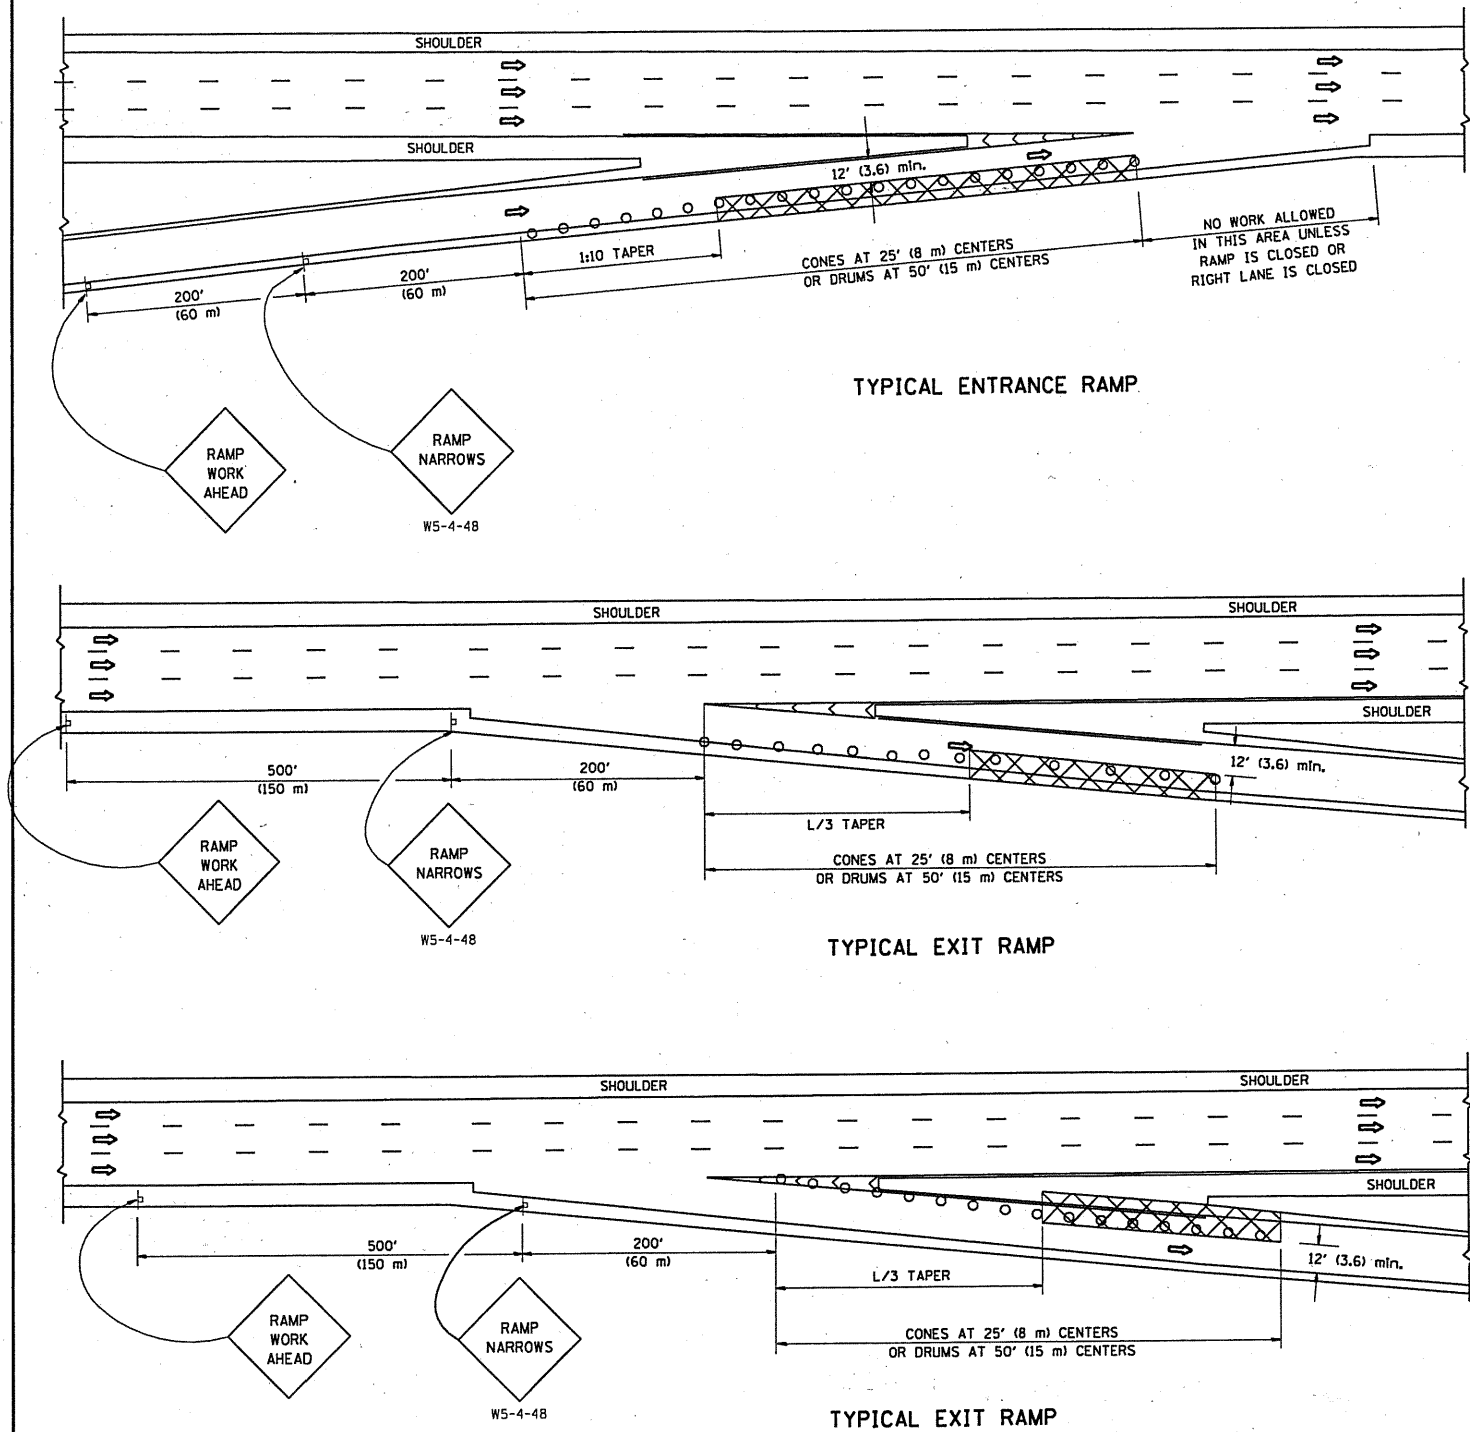 SHOULDER
SHOULDER
12' (3.6) min.
1:10 TAPER
CONES AT 25' (8 m) CENTERS
OR DRUMS AT 50' (15 m) CENTERS
NO WORK ALLOWED
IN THIS AREA UNLESS
RAMP IS CLOSED OR
RIGHT LANE IS CLOSED
200'
(60 m)
200'
(60 m)
TYPICAL ENTRANCE RAMP
RAMP
WORK
AHEAD
RAMP
NARROWS
W5-4-48
SHOULDER
SHOULDER
SHOULDER
500'
(150 m)
200'
(60 m)
12' (3.6) min.
L/3 TAPER
CONES AT 25' (8 m) CENTERS
OR DRUMS AT 50' (15 m) CENTERS
RAMP
WORK
AHEAD
RAMP
NARROWS
W5-4-48
TYPICAL EXIT RAMP
SHOULDER
SHOULDER
SHOULDER
500'
(150 m)
200'
(60 m)
12' (3.6) min.
L/3 TAPER
CONES AT 25' (8 m) CENTERS
OR DRUMS AT 50' (15 m) CENTERS
RAMP
WORK
AHEAD
RAMP
NARROWS
W5-4-48
TYPICAL EXIT RAMP